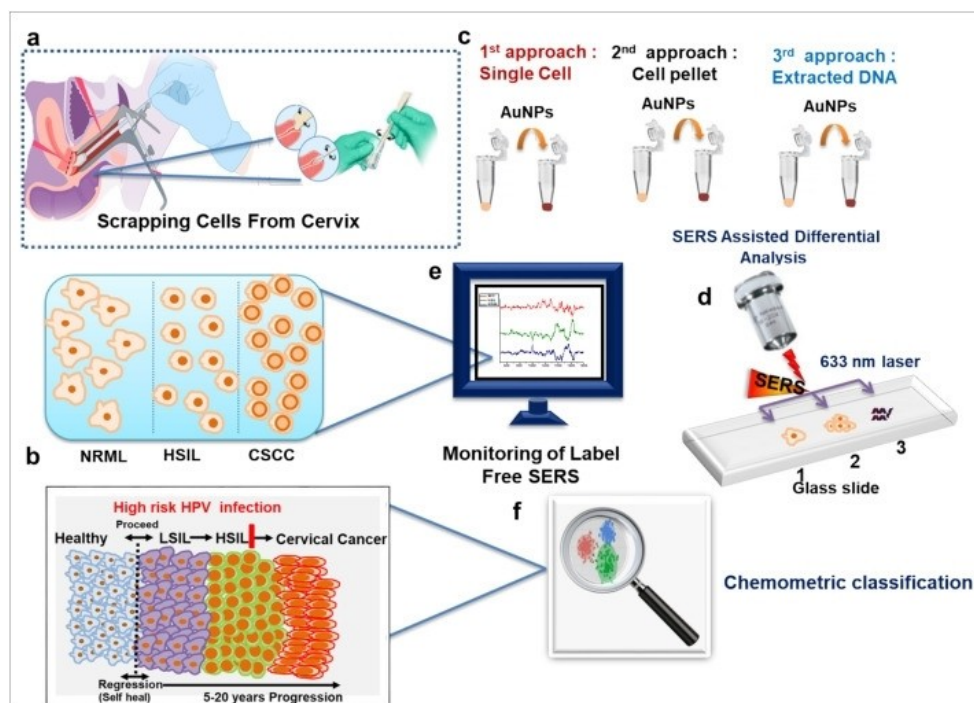 a
Scrapping Cells From Cervix
c
1st approach :
Single Cell
2nd approach :
Cell pellet
3rd approach :
Extracted DNA
AuNPs
AuNPs
AuNPs
SERS Assisted Differential
Analysis
d
633 nm laser
SERS
1
2
3
Glass slide
NRML
HSIL
CSCC
e
Monitoring of Label
Free SERS
b
High risk HPV infection
Healthy
Proceed
LSIL
HSIL
Cervical Cancer
Regression
(Self heal)
5-20 years Progression
f
Chemometric classification